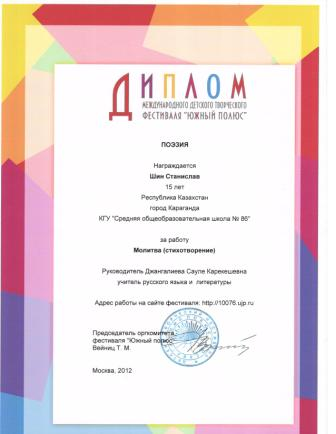 ДИПЛОМ
МЕЖДУНАРОДНОГО ДЕТСКОГО ТВОРЧЕСКОГО
ФЕСТИВАЛЯ "ЮЖНЫЙ ПОЛЮС"
ПОЭЗИЯ
Награждается
Шин Станислав
15 лет
Республика Казахстан
город Караганда
КГУ "Средняя общеобразовательная школа № 86"
за работу
Молитва (стихотворение)
Руководитель Джангалиева Сауле Карекешевна
учитель русского языка и литературы
Адрес работы на сайте фестиваля: http://10076.ujp.ru
Председатель оргкомитета
фестиваля "Южный полюс"
Вейниц Т. М.
Москва, 2012